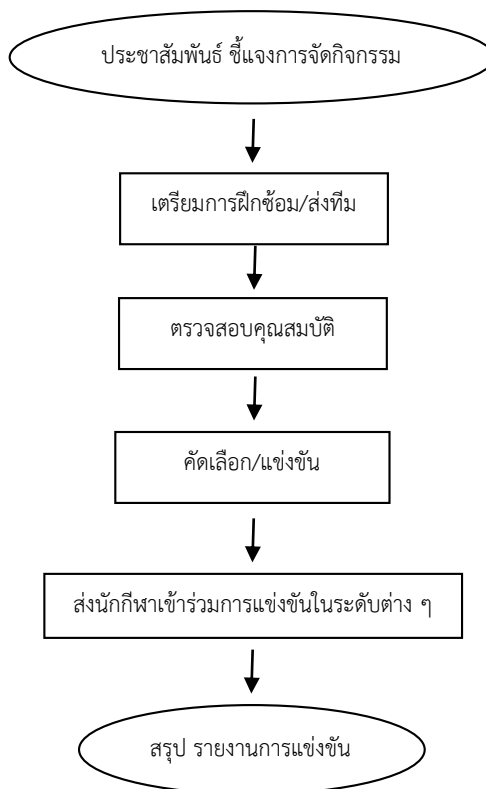 ประชาสัมพันธ์ ชี้แจงการจัดกิจกรรม
เตรียมการฝึกซ้อม/ส่งทีม
ตรวจสอบคุณสมบัติ
คัดเลือก/แข่งขัน
ส่งนักกีฬาเข้าร่วมการแข่งขันในระดับต่าง ๆ
สรุป รายงานการแข่งขัน